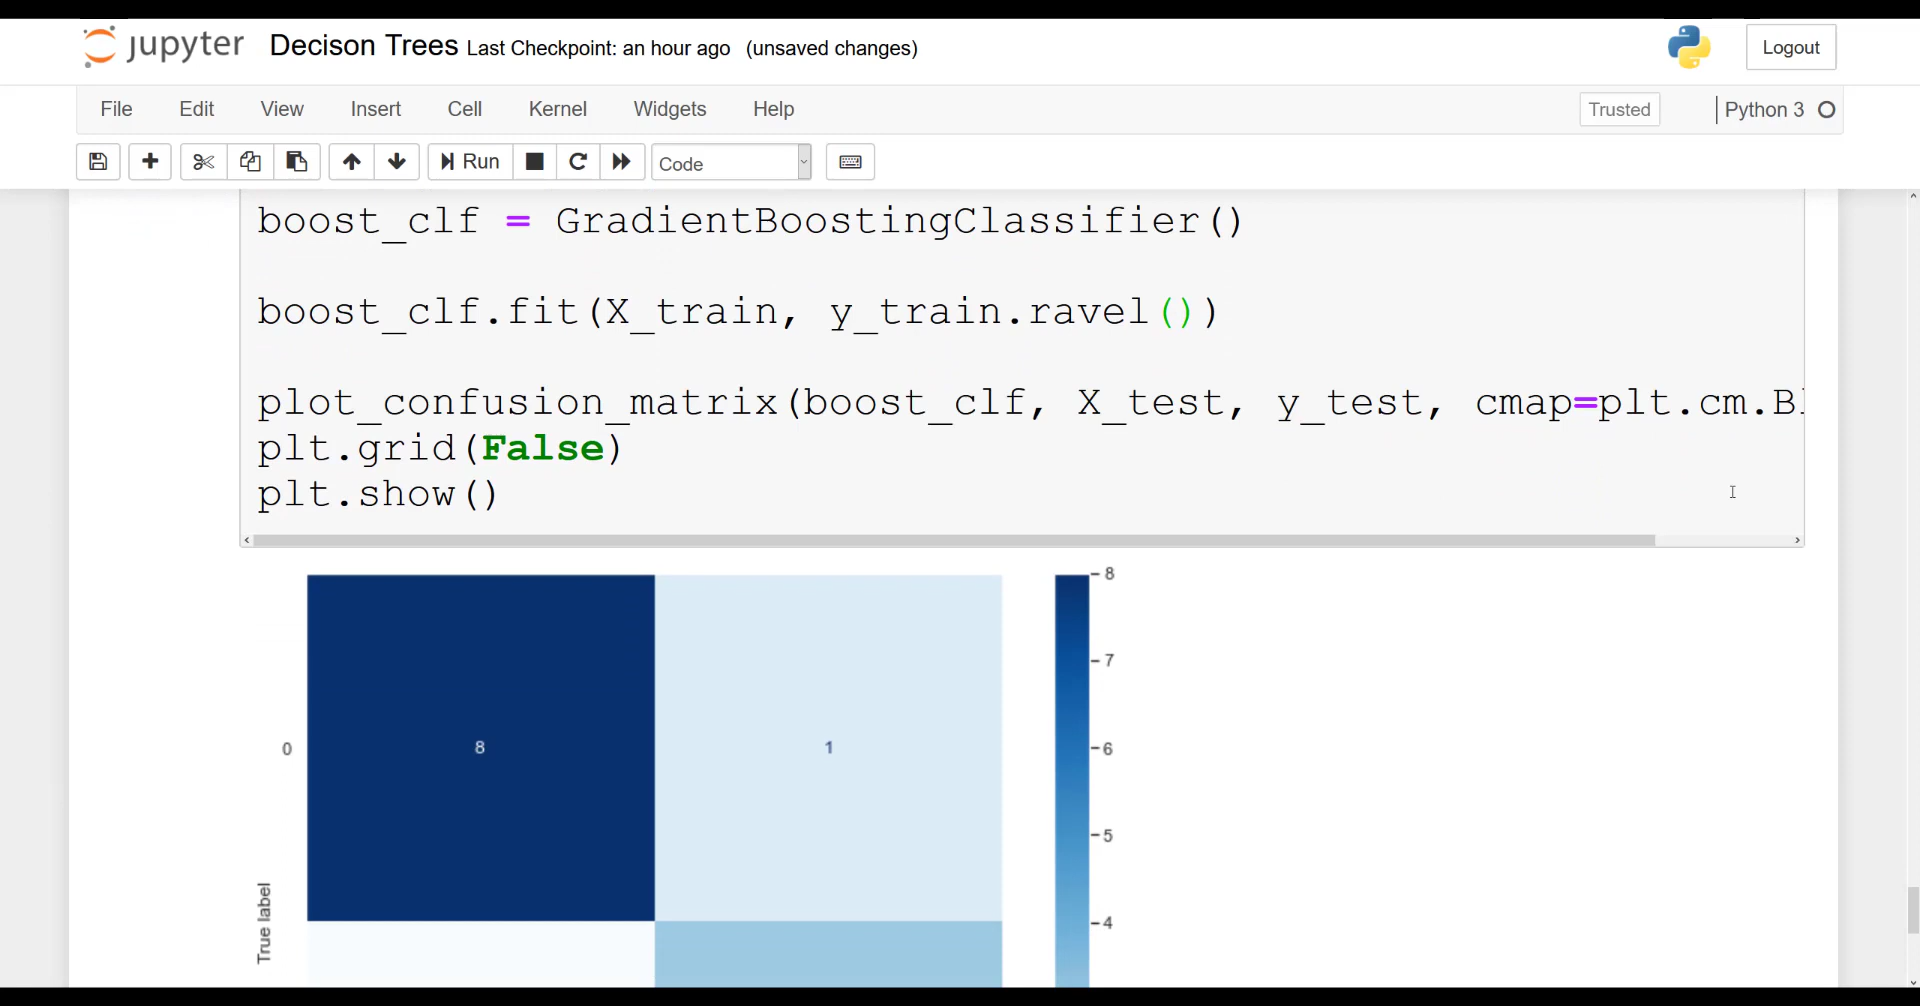 jupyter Decison Trees Last Checkpoint: an hour ago (unsaved changes) Logout
File Edit View Insert Cell Kernel Widgets Help Trusted Python 3
Run Code
boost_clf = GradientBoostingClassifier()
boost_clf.fit(X_train, y_train.ravel())
plot_confusion_matrix(boost_clf, X_test, y_test, cmap=plt.cm.Bl
plt.grid(False)
plt.show()
8
7
0 8 1 6
5
True label
4